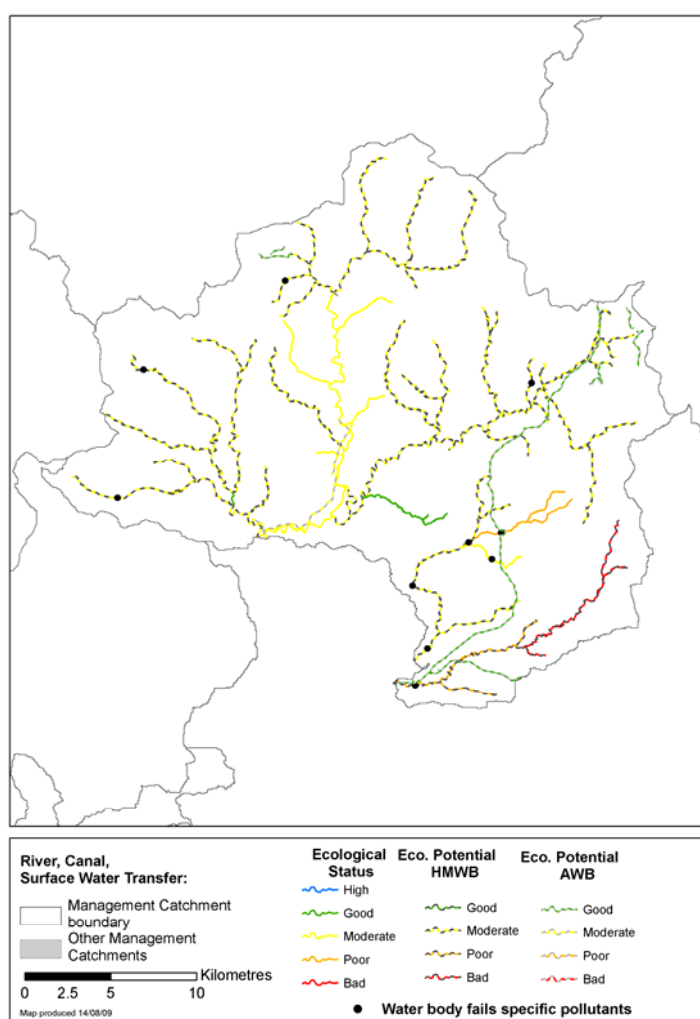 River, Canal,
Surface Water Transfer:
Management Catchment
boundary
Other Management
Catchments
Kilometres
0 2.5 5 10
Map produced 14/08/09
Ecological
Status
High
Good
Moderate
Poor
Bad
Eco. Potential
HMWB
Good
Moderate
Poor
Bad
Eco. Potential
AWB
Good
Moderate
Poor
Bad
Water body fails specific pollutants